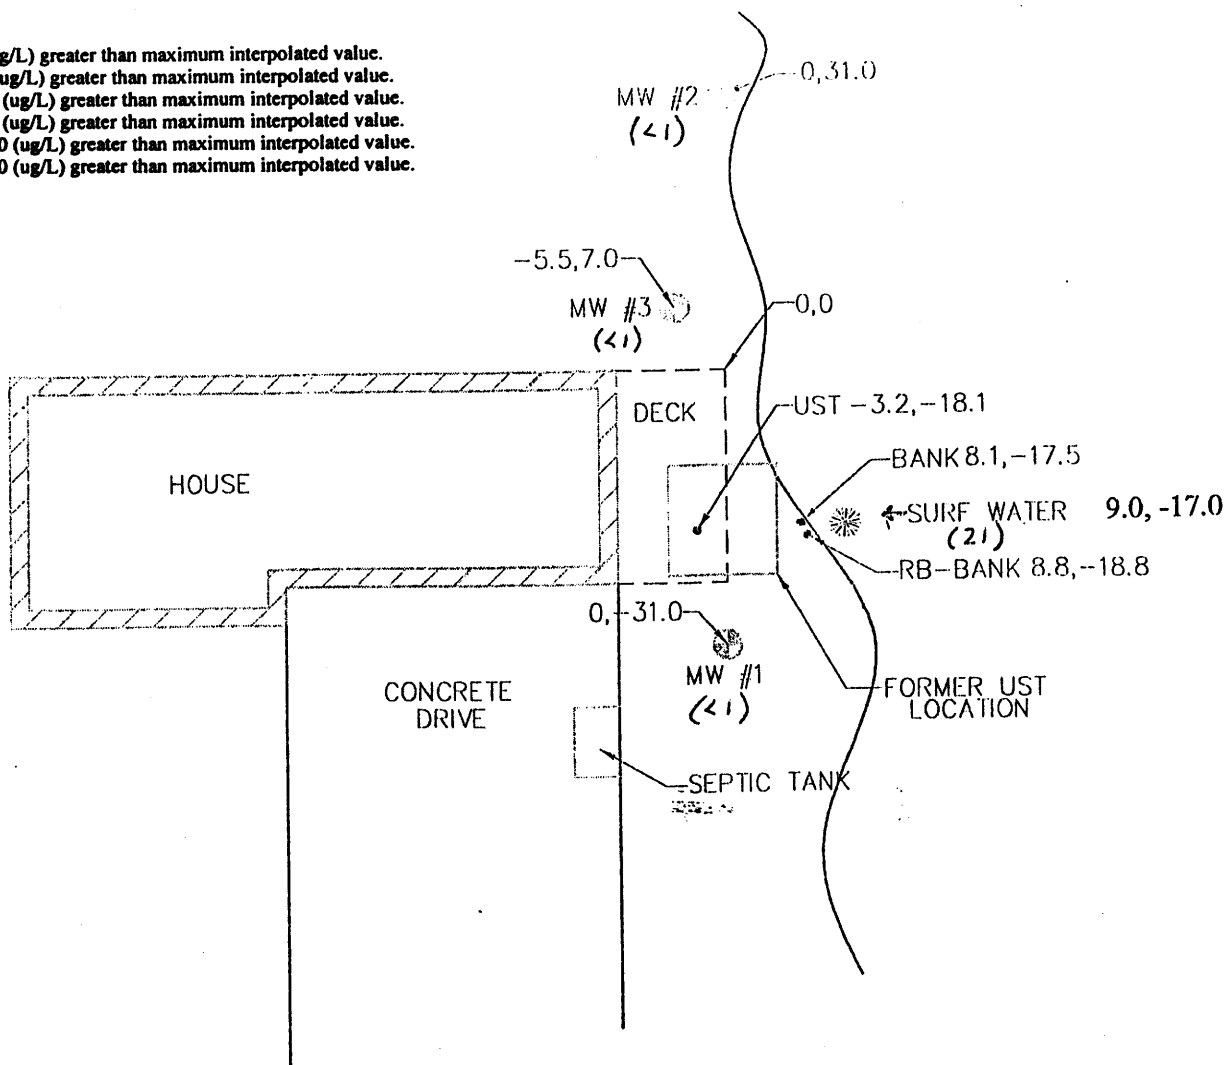 g/L) greater than maximum interpolated value.
ug/L) greater than maximum interpolated value.
(ug/L) greater than maximum interpolated value.
(ug/L) greater than maximum interpolated value.
0 (ug/L) greater than maximum interpolated value.
0 (ug/L) greater than maximum interpolated value.
0,31.0
MW #2
(<1)
-5.5,7.0
MW #3
(<1)
0,0
DECK
UST -3.2,-18.1
HOUSE
BANK 8.1,-17.5
SURF WATER 9.0, -17.0
(21)
RB-BANK 8.8,-18.8
0,-31.0
MW #1
(<1)
CONCRETE
DRIVE
FORMER UST
LOCATION
SEPTIC TANK